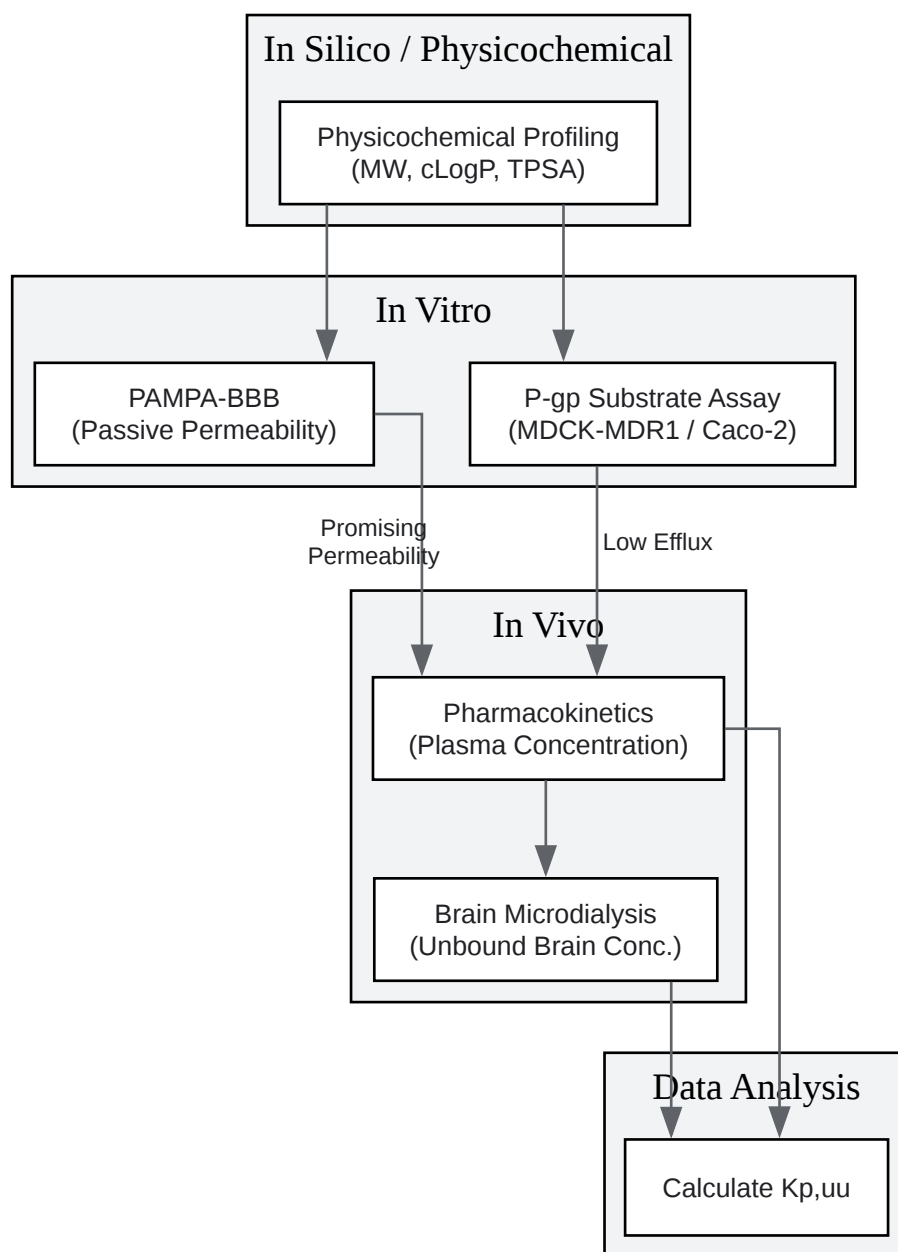 In Silico / Physicochemical
Physicochemical Profiling
(MW, cLogP, TPSA)
In Vitro
PAMPA-BBB
(Passive Permeability)
P-gp Substrate Assay
(MDCK-MDR1 / Caco-2)
Promising
Permeability
Low Efflux
In Vivo
Pharmacokinetics
(Plasma Concentration)
Brain Microdialysis
(Unbound Brain Conc.)
Data Analysis
Calculate Kp,uu